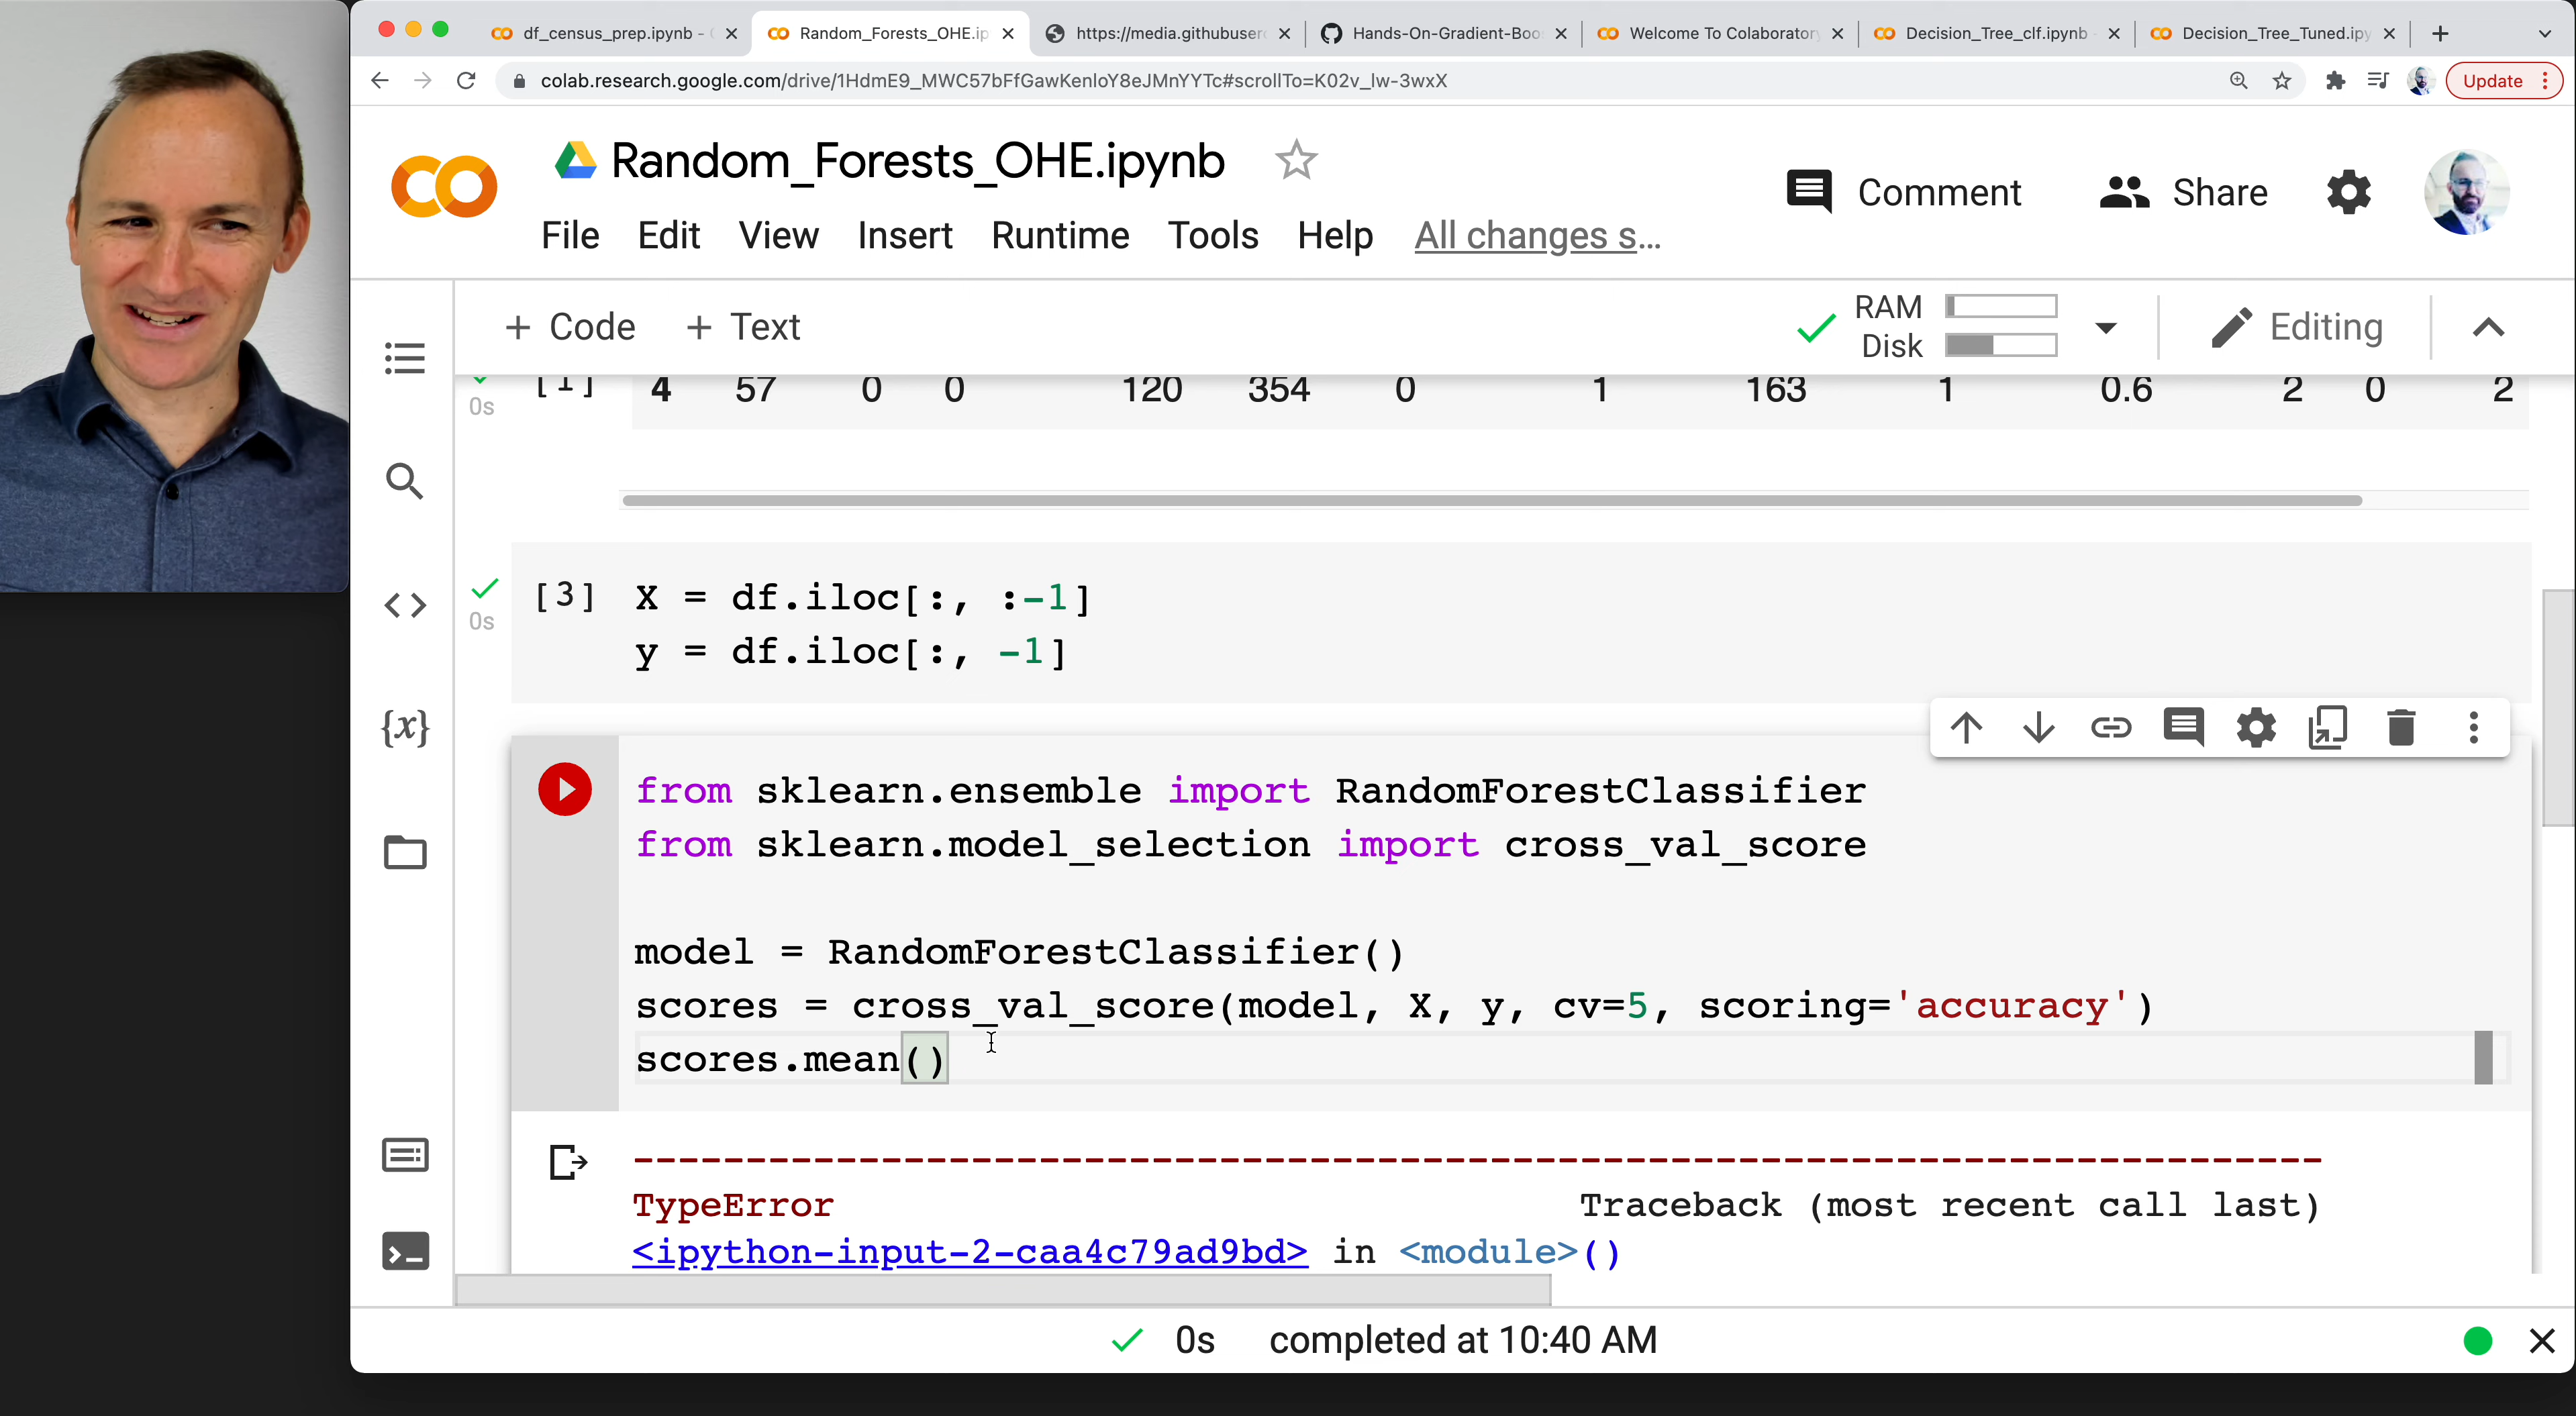 df_census_prep.ipynb -
Random_Forests_OHE.ip
https://media.githubuser
Hands-On-Gradient-Boo
Welcome To Colaboratory
Decision_Tree_clf.ipynb
Decision_Tree_Tuned.ipy
colab.research.google.com/drive/1HdmE9_MWC57bFfGawKenIoY8eJMnYYTc#scrollTo=K02v_lw-3wxX
Update
Random_Forests_OHE.ipynb
Comment
Share
File Edit View Insert Runtime Tools Help All changes s…
+ Code + Text
RAM
Disk
Editing
0s
[1] 4 57 0 0 120 354 0 1 163 1 0.6 2 0 2
[3] X = df.iloc[:, :-1]
0s
y = df.iloc[:, -1]
from sklearn.ensemble import RandomForestClassifier
from sklearn.model_selection import cross_val_score
model = RandomForestClassifier()
scores = cross_val_score(model, X, y, cv=5, scoring='accuracy')
scores.mean()
{x}
---------------------------------------------------------------------------
TypeError Traceback (most recent call last)
<ipython-input-2-caa4c79ad9bd> in <module>()
0s completed at 10:40 AM